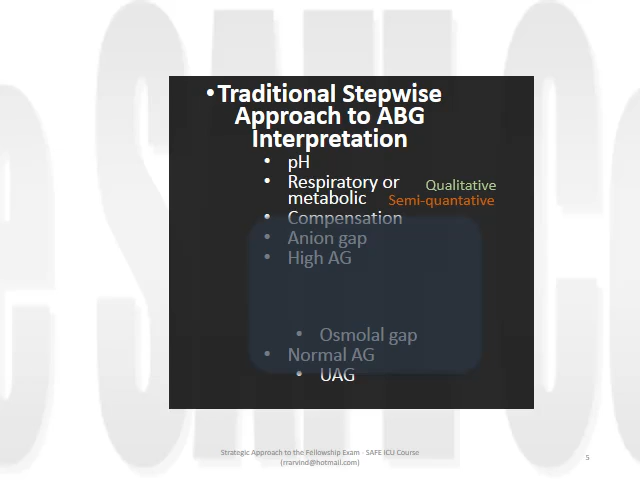 •Traditional Stepwise
Approach to ABG
Interpretation
• pH
• Respiratory or
metabolic
Qualitative
Semi-quantative
• Compensation
• Anion gap
• High AG
• Osmolal gap
• Normal AG
• UAG
Strategic Approach to the Fellowship Exam - SAFE ICU Course
(rrarvind@hotmail.com)
5